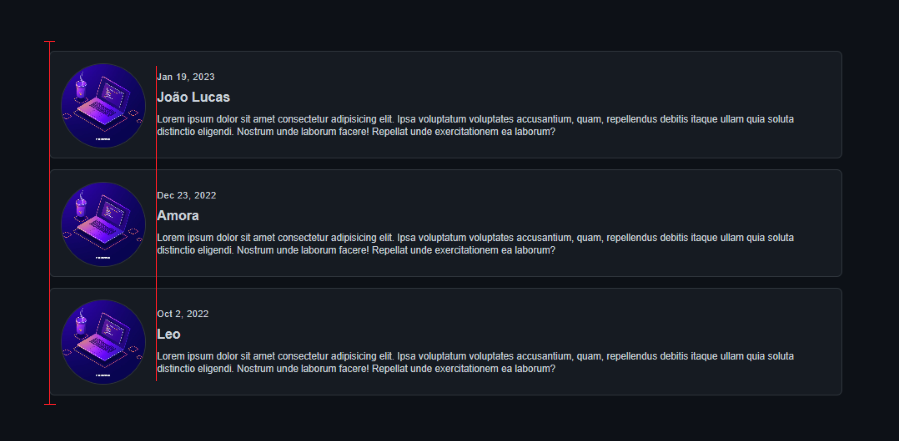 Jan 19, 2023
João Lucas
Lorem ipsum dolor sit amet consectetur adipisicing elit. Ipsa voluptatum voluptates accusantium, quam, repellendus debitis itaque ullam quia soluta
distinctio eligendi. Nostrum unde laborum facere! Repellat unde exercitationem ea laborum?
Dec 23, 2022
Amora
Lorem ipsum dolor sit amet consectetur adipisicing elit. Ipsa voluptatum voluptates accusantium, quam, repellendus debitis itaque ullam quia soluta
distinctio eligendi. Nostrum unde laborum facere! Repellat unde exercitationem ea laborum?
Oct 2, 2022
Leo
Lorem ipsum dolor sit amet consectetur adipisicing elit. Ipsa voluptatum voluptates accusantium, quam, repellendus debitis itaque ullam quia soluta
distinctio eligendi. Nostrum unde laborum facere! Repellat unde exercitationem ea laborum?